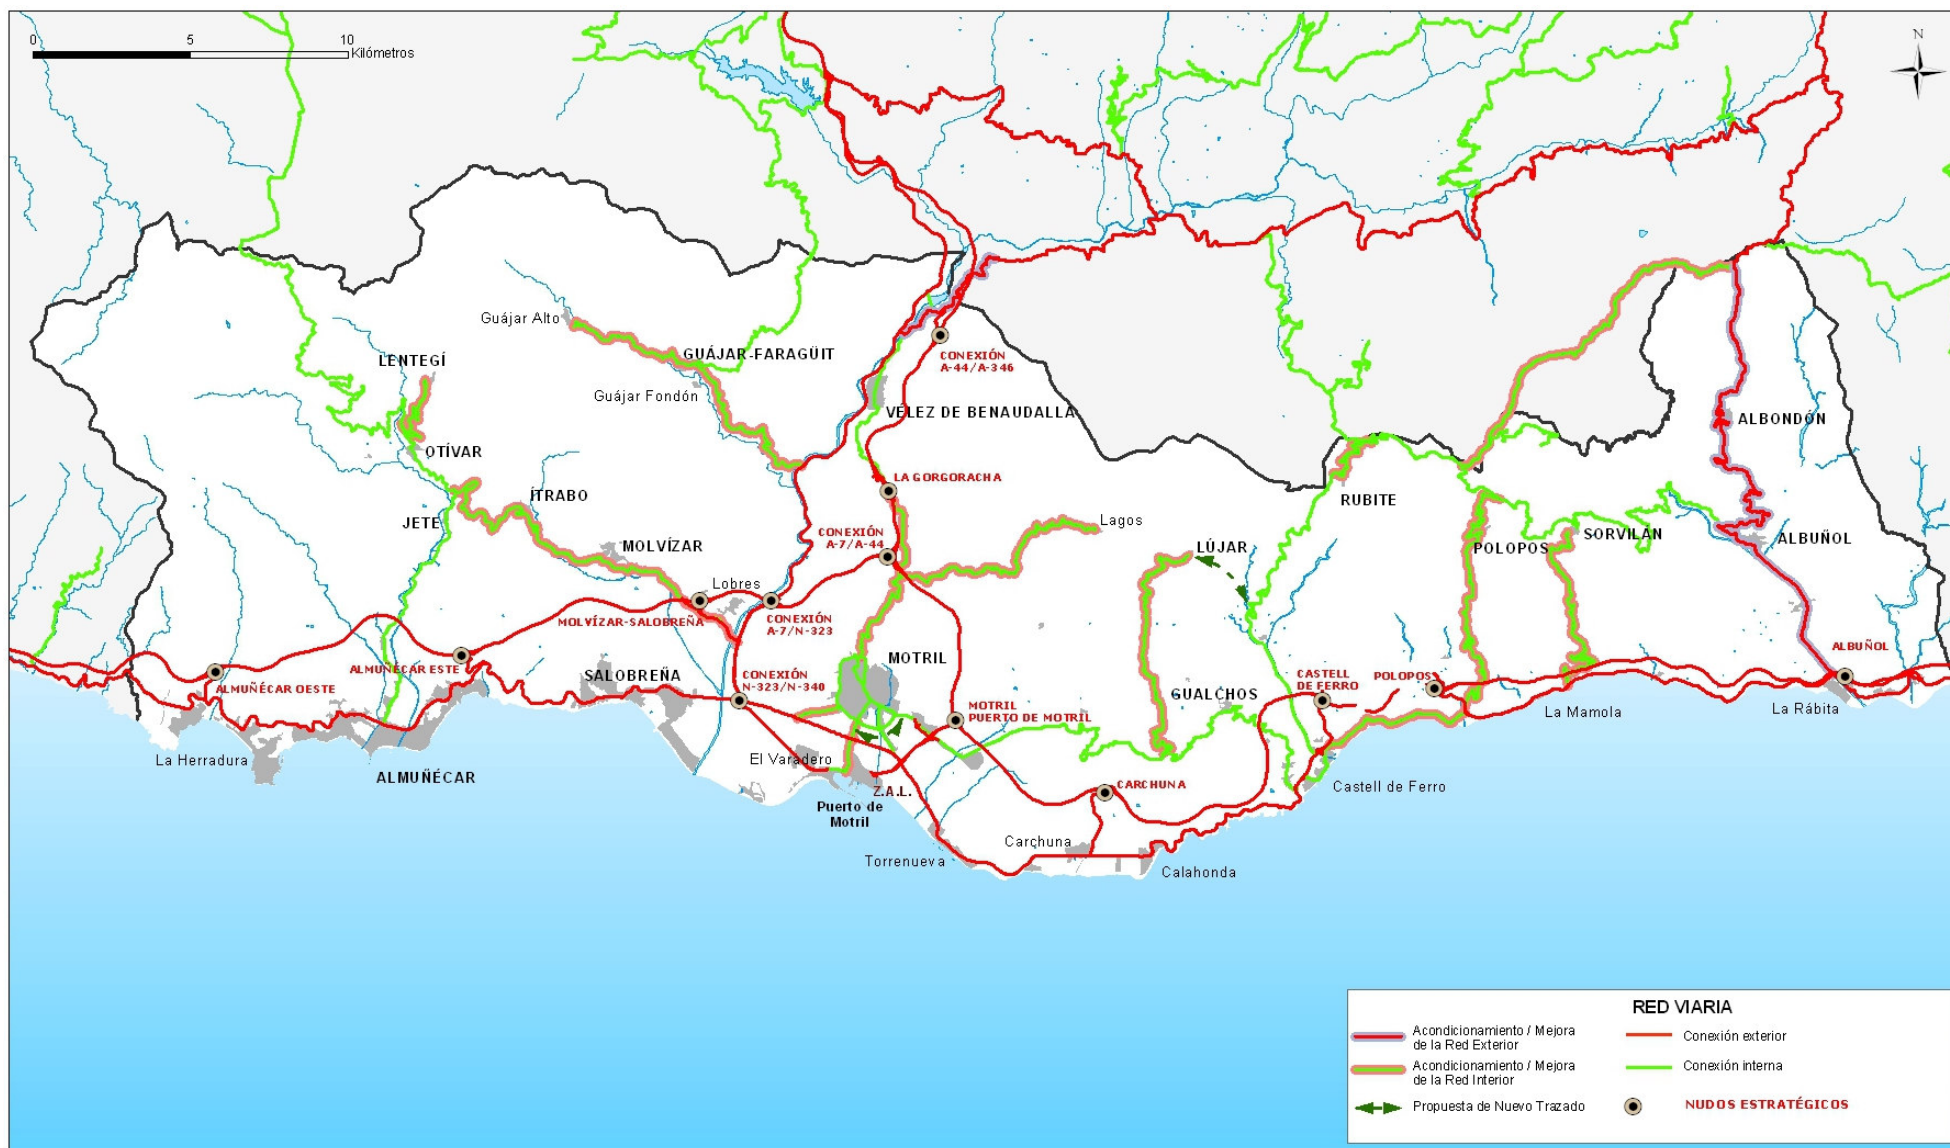 0
5
10
Kilómetros
N
Guájar Alto
LENTEGÍ
GUÁJAR-FARAGÜIT
CONEXIÓN
A-44/A-346
Guájar Fondón
VÉLEZ DE BENAUDALLA
ALBONDÓN
OTÍVAR
LA GORGORACHA
ÍTRABO
RUBITE
JETE
Lagos
CONEXIÓN
A-7/A-44
MOLVÍZAR
LÚJAR
POLOPOS
SORVILÁN
ALBUÑOL
Lobres
MOLVÍZAR-SALOBREÑA
CONEXIÓN
A-7/N-323
MOTRIL
ALBUÑOL
ALMUÑÉCAR ESTE
SALOBREÑA
CONEXIÓN
N-323/N-340
CASTELL
DE FERRO
POLOPOS
ALMUÑÉCAR OESTE
GUALCHOS
MOTRIL
PUERTO DE MOTRIL
La Mamola
La Rábita
La Herradura
El Varadero
ALMUÑÉCAR
Z.A.L.
CARCHUNA
Castell de Ferro
Puerto de
Motril
Carchuna
Torrenueva
Calahonda
RED VIARIA
Acondicionamiento / Mejora
de la Red Exterior
Conexión exterior
Acondicionamiento / Mejora
de la Red Interior
Conexión interna
Propuesta de Nuevo Trazado
NUDOS ESTRATÉGICOS